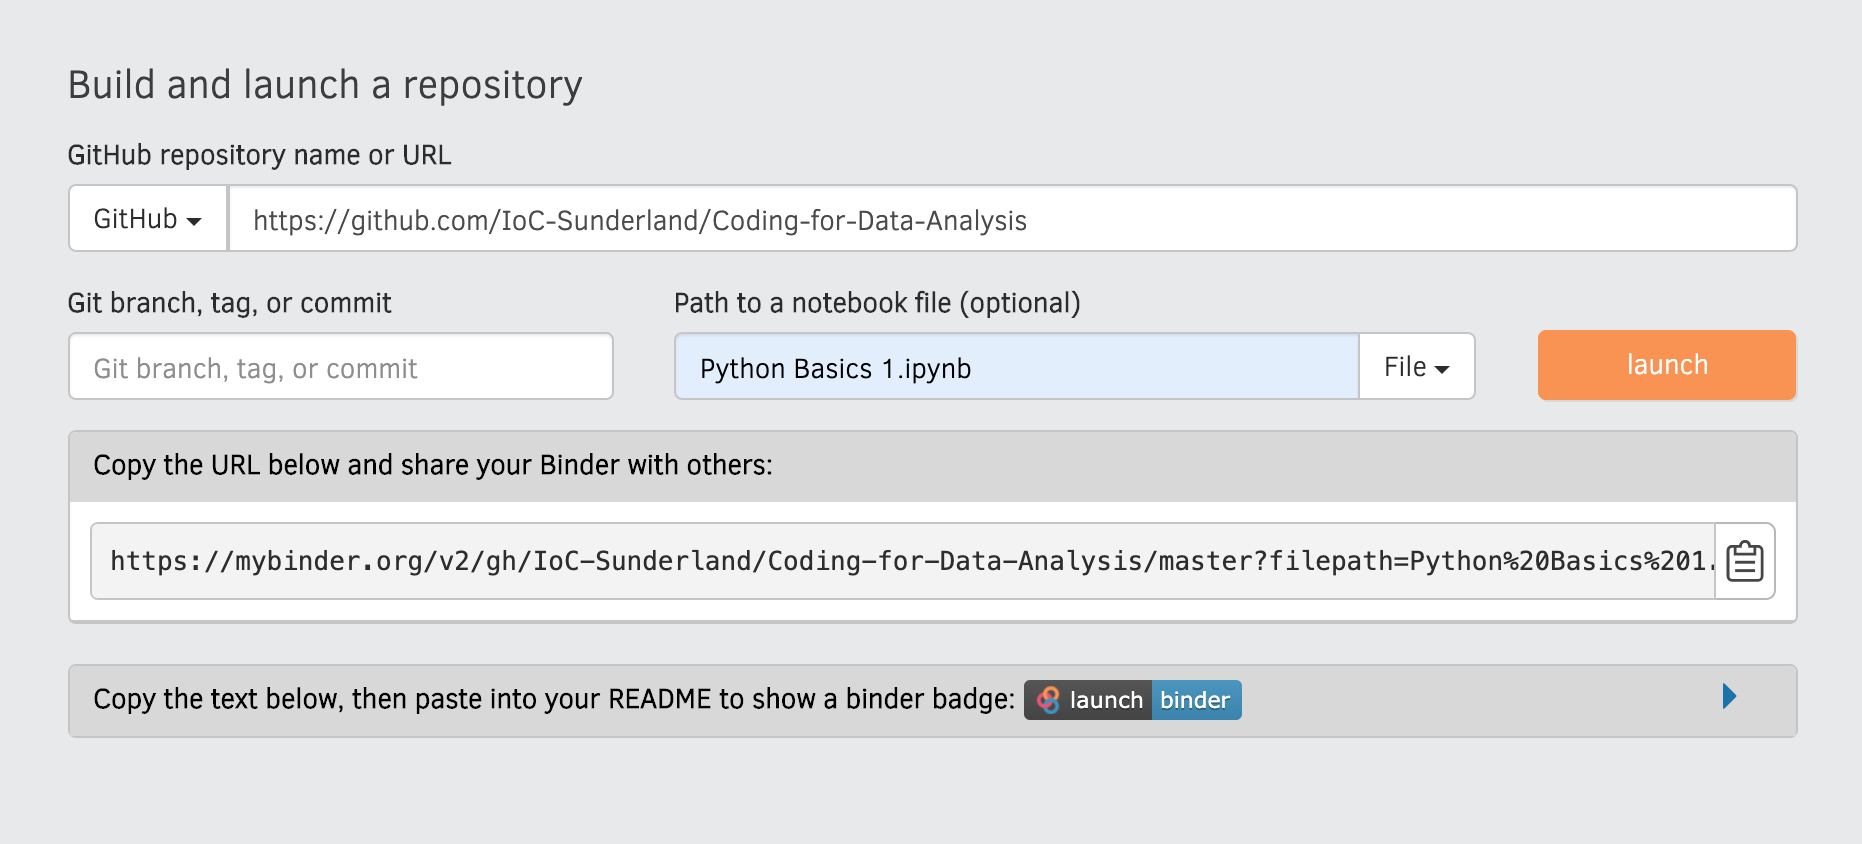 Build and launch a repository
GitHub repository name or URL
GitHub https://github.com/IoC-Sunderland/Coding-for-Data-Analysis
Git branch, tag, or commit Path to a notebook file (optional)
Git branch, tag, or commit Python Basics 1.ipynb File launch
Copy the URL below and share your Binder with others:
https://mybinder.org/v2/gh/IoC-Sunderland/Coding-for-Data-Analysis/master?filepath=Python%20Basics%201.
Copy the text below, then paste into your README to show a binder badge: launch binder